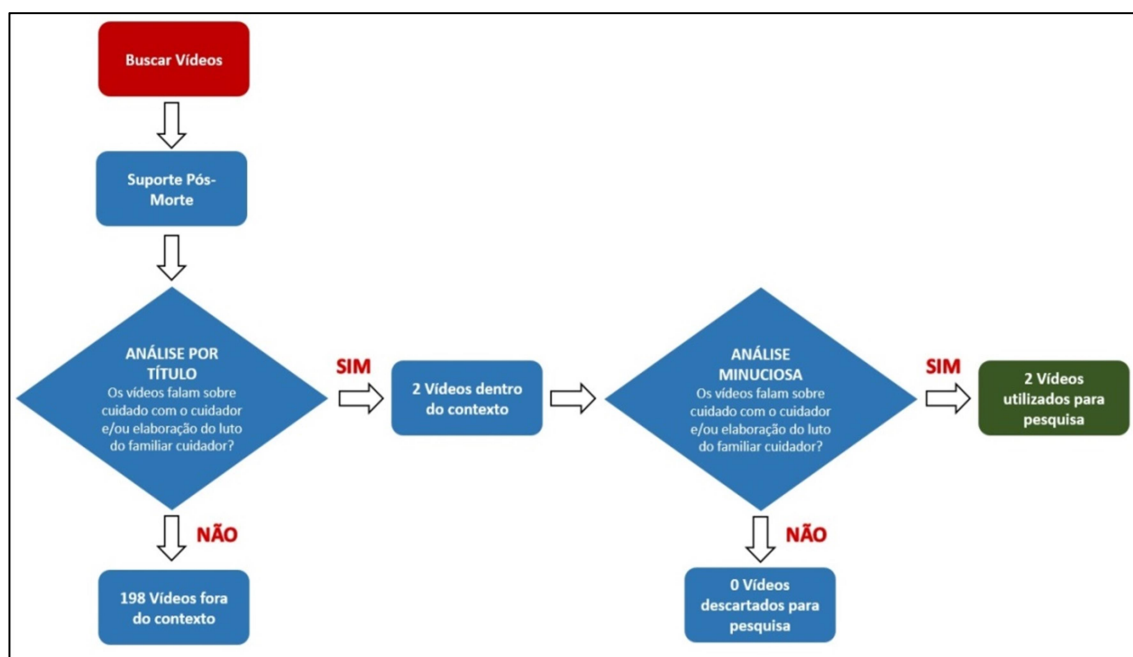 Buscar Vídeos
Suporte Pós-
Morte
ANÁLISE POR
TÍTULO
Os vídeos falam sobre
cuidado com o cuidador
e/ou elaboração do luto
do familiar cuidador?
SIM
2 Vídeos dentro
do contexto
ANÁLISE
MINUCIOSA
Os vídeos falam sobre
cuidado com o cuidador
e/ou elaboração do luto
do familiar cuidador?
SIM
2 Vídeos
utilizados para
pesquisa
NÃO
198 Vídeos fora
do contexto
NÃO
0 Vídeos
descartados para
pesquisa